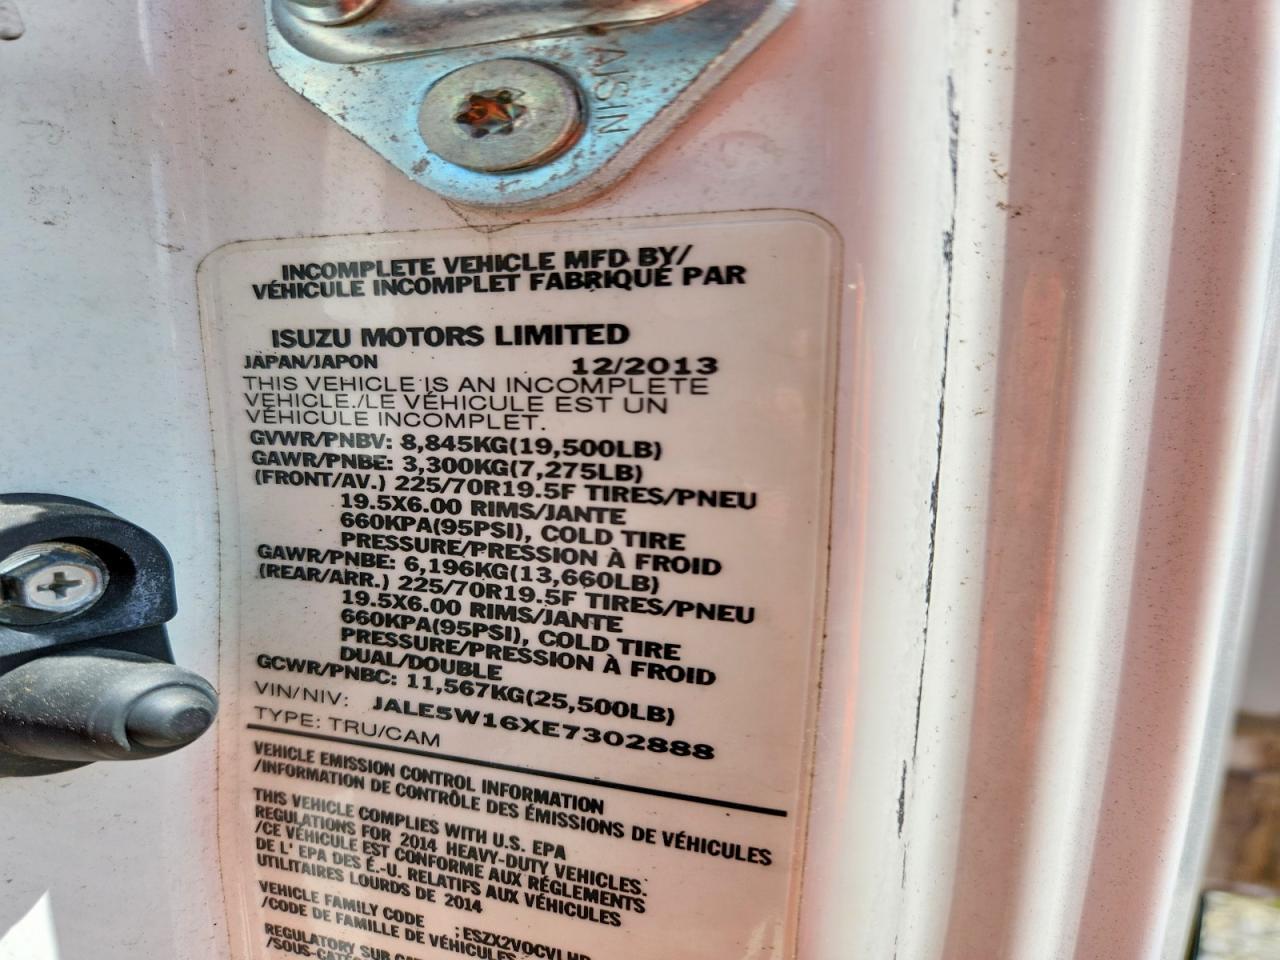 AISIN
INCOMPLETE VEHICLE MFD BY/
VÉHICULE INCOMPLET FABRIQUÉ PAR
ISUZU MOTORS LIMITED
JAPAN/JAPON 12/2013
THIS VEHICLE IS AN INCOMPLETE
VEHICLE./LE VÉHICULE EST UN
VÉHICULE INCOMPLET.
GVWR/PNBV: 8,845KG(19,500LB)
GAWR/PNBE: 3,300KG(7,275LB)
(FRONT/AV.) 225/70R19.5F TIRES/PNEU
19.5X6.00 RIMS/JANTE
660KPA(95PSI), COLD TIRE
PRESSURE/PRESSION À FROID
GAWR/PNBE: 6,196KG(13,660LB)
(REAR/ARR.) 225/70R19.5F TIRES/PNEU
19.5X6.00 RIMS/JANTE
660KPA(95PSI), COLD TIRE
PRESSURE/PRESSION À FROID
DUAL/DOUBLE
GCWR/PNBC: 11,567KG(25,500LB)
VIN/NIV: JALE5W16XE7302888
TYPE: TRU/CAM
VEHICLE EMISSION CONTROL INFORMATION
/INFORMATION DE CONTRÔLE DES ÉMISSIONS DE VÉHICULES
THIS VEHICLE COMPLIES WITH U.S. EPA
REGULATIONS FOR 2014 HEAVY-DUTY VEHICLES.
/CE VÉHICULE EST CONFORME AUX RÉGLEMENTS
DE L' EPA DES É.-U. RELATIFS AUX VÉHICULES
UTILITAIRES LOURDS DE 2014
VEHICLE FAMILY CODE
/CODE DE FAMILLE DE VÉHICULES
REGULATORY SUB